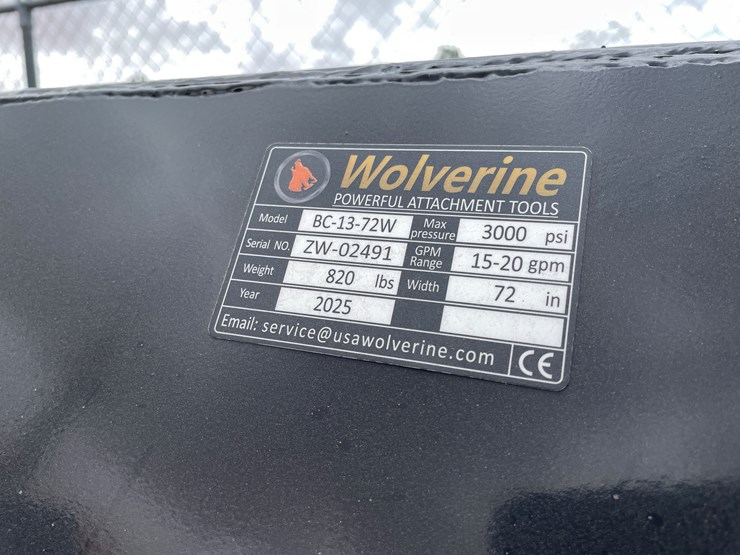 Wolverine
POWERFUL ATTACHMENT TOOLS
Model BC-13-72W Max pressure 3000 psi
Serial NO. ZW-02491 GPM Range 15-20 gpm
Weight 820 lbs Width 72 in
Year 2025
Email: service@usawolverine.com CE